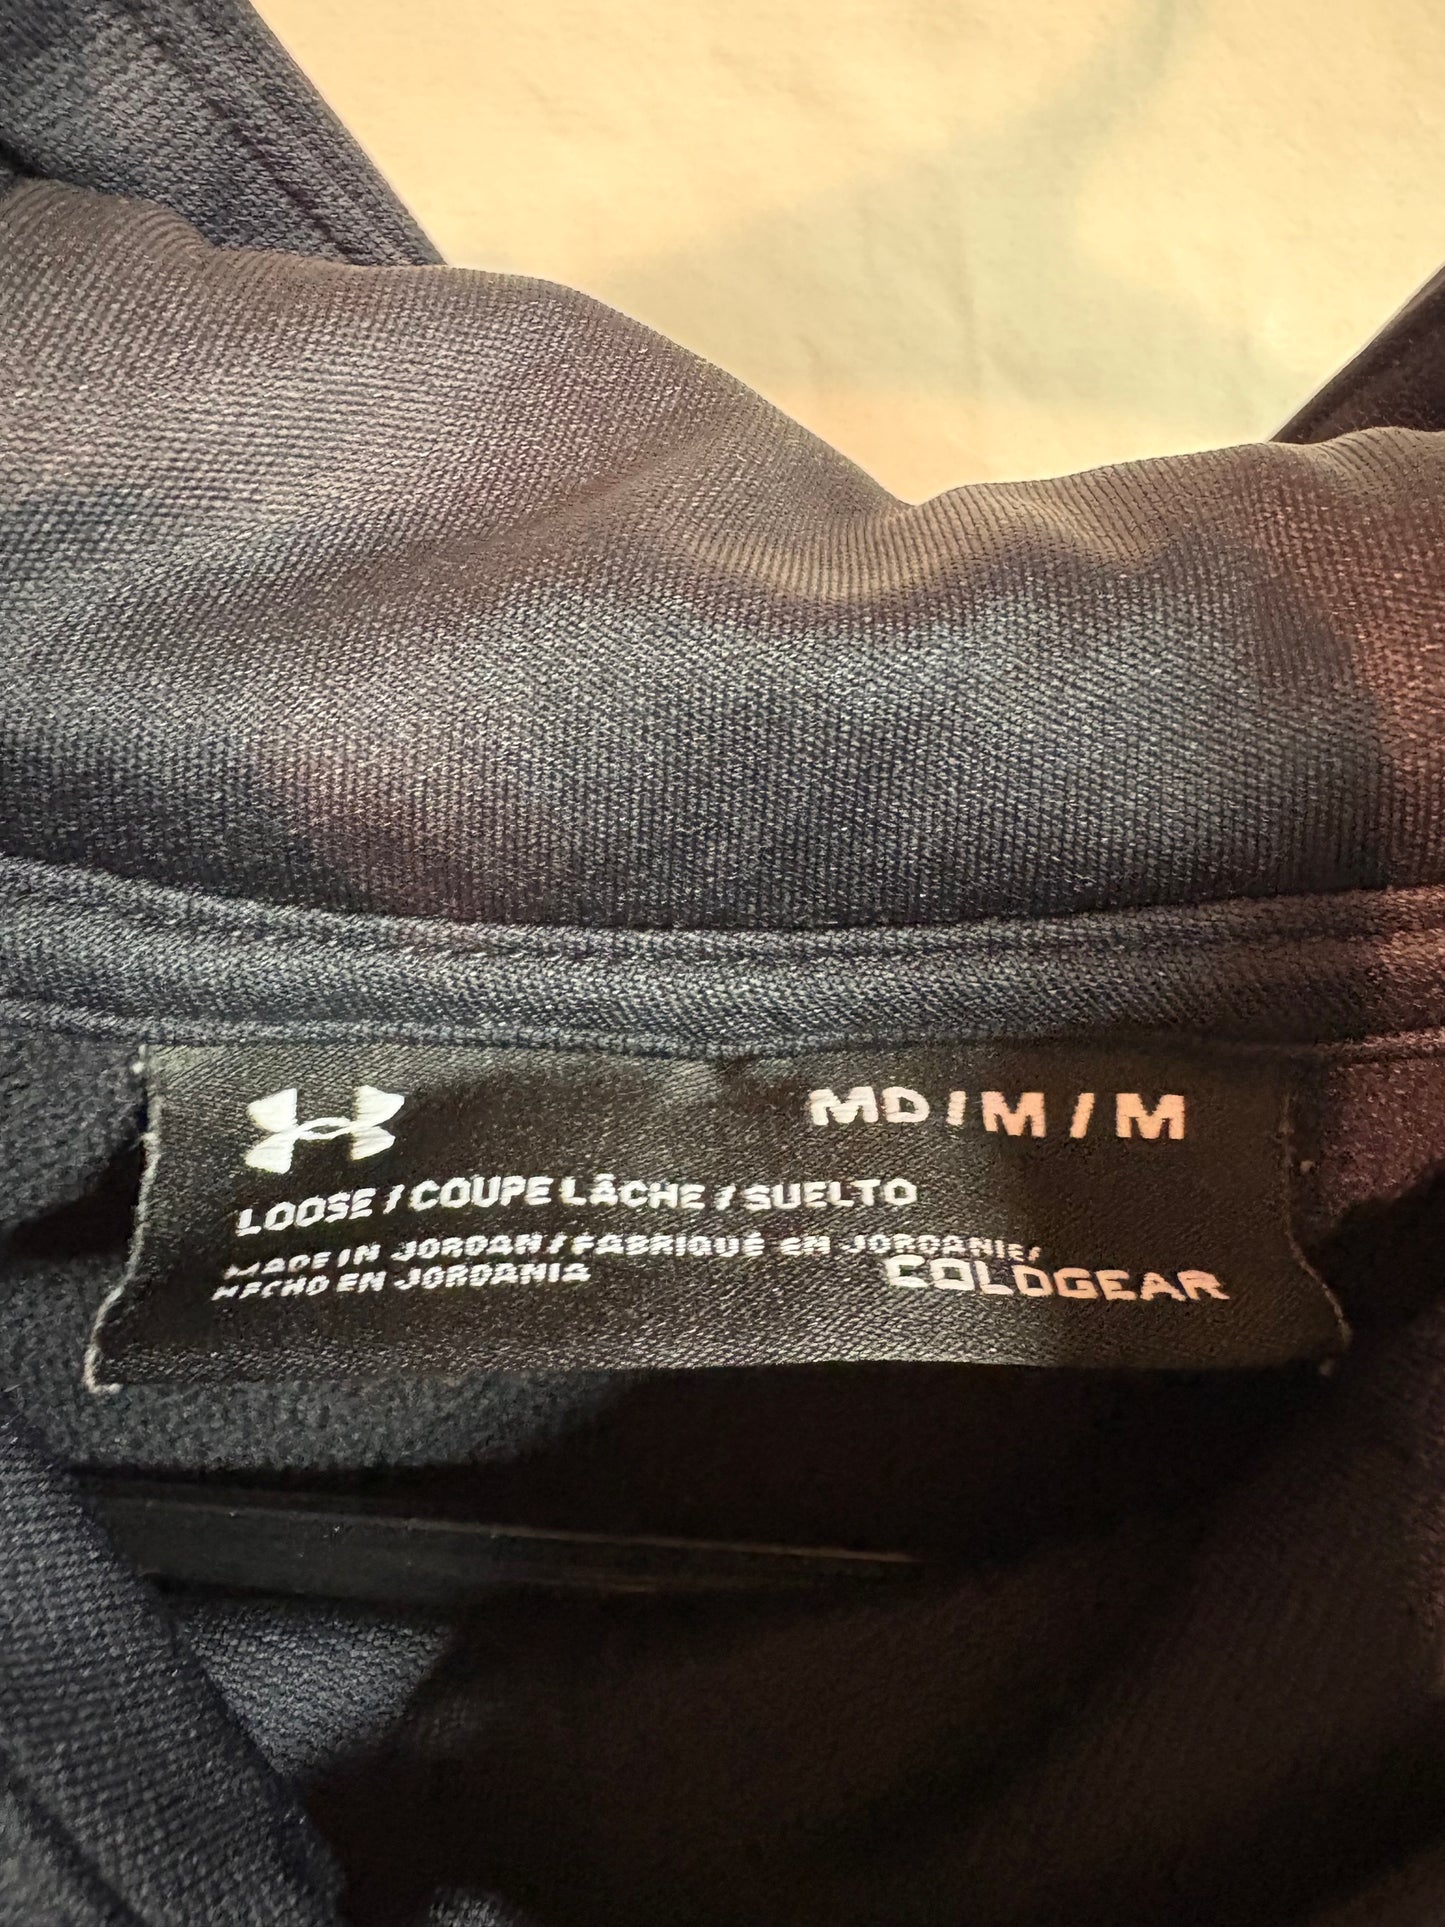 MD / M / M
LOOSE / COUPE LÂCHE / SUELTO
MADE IN JORDAN / FABRIQUÉ EN JORDANIE /
HECHO EN JORDANIA
COLDGEAR